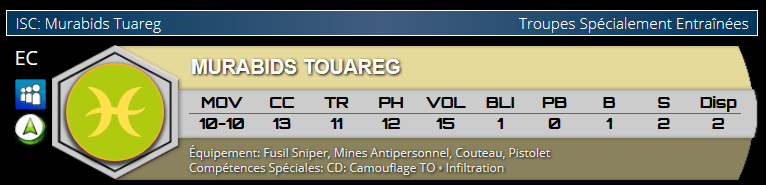 ISC: Murabids Tuareg Troupes Spécialement Entraînées
EC
MURABIDS TOUAREG
MOV CC TR PH VOL BLI PB B S Disp
10-10 13 11 12 15 1 0 1 2 2
Équipement: Fusil Sniper, Mines Antipersonnel, Couteau, Pistolet
Compétences Spéciales: CD: Camouflage TO • Infiltration